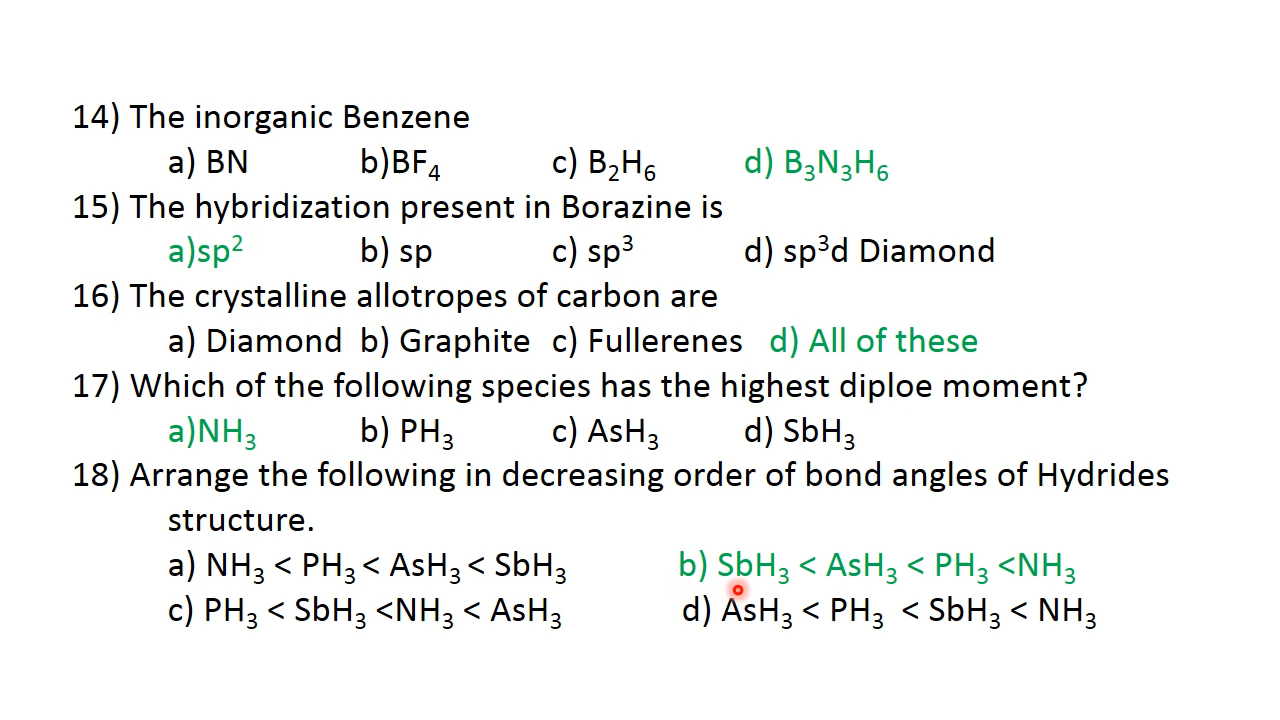 14) The inorganic Benzene
a) BN b)BF₄ c) B₂H₆ d) B₃N₃H₆
15) The hybridization present in Borazine is
a)sp² b) sp c) sp³ d) sp³d Diamond
16) The crystalline allotropes of carbon are
a) Diamond b) Graphite c) Fullerenes d) All of these
17) Which of the following species has the highest diploe moment?
a)NH₃ b) PH₃ c) AsH₃ d) SbH₃
18) Arrange the following in decreasing order of bond angles of Hydrides
structure.
a) NH₃ < PH₃ < AsH₃ < SbH₃ b) SbH₃ < AsH₃ < PH₃ <NH₃
c) PH₃ < SbH₃ <NH₃ < AsH₃ d) AsH₃ < PH₃ < SbH₃ < NH₃